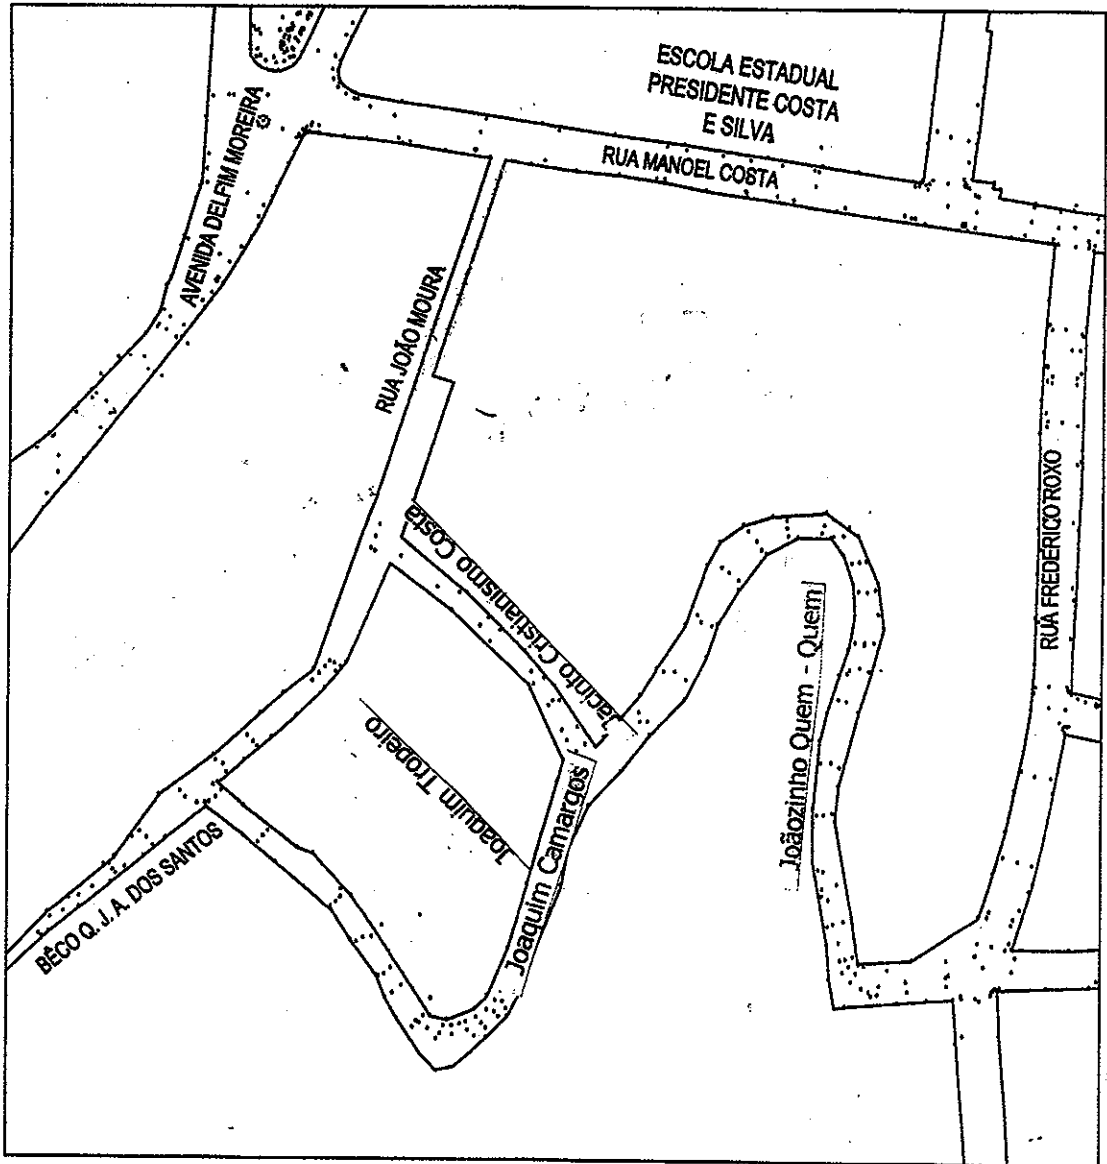 ESCOLA ESTADUAL
PRESIDENTE COSTA
E SILVA
RUA MANOEL COSTA
AVENIDA DELFIM MOREIRA
RUA JOÃO MOURA
Jacinto Cristianismo Costa
RUA FREDERICO ROXO
Joãozinho Quem - Quem
Joaquim Tropeiro
Joaquim Camargos
BÊCO Q. J. A. DOS SANTOS